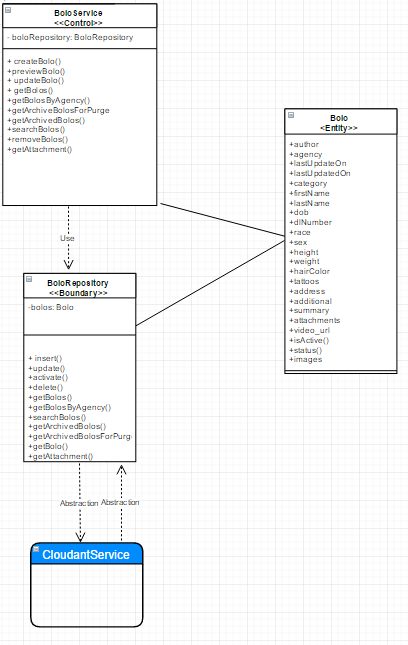 BoloService
<<Control>>
- boloRepository: BoloRepository
+ createBolo()
+previewBolo()
+ updateBolo()
+ getBolos()
+getBolosByAgency()
+getArchiveBolosForPurge
+getArchivedBolos()
+searchBolos()
+removeBolos()
+getAttachment()
Use
Bolo
<Entity>>
+author
+agency
+lastUpdateOn
+lastUpdatedOn
+category
+firstName
+lastName
+dob
+dlNumber
+race
+sex
+height
+weight
+hairColor
+tattoos
+address
+additional
+summary
+attachments
+video_url
+isActive()
+status()
+images
BoloRepository
<<Boundary>>
-bolos: Bolo
+ insert()
+update()
+activate()
+delete()
+getBolos()
+getBolosByAgency()
+searchBolos()
+getArchivedBolos()
+getArchivedBolosForPurg
+getBolo()
+getAttachment()
Abstraction Abstraction
CloudantService